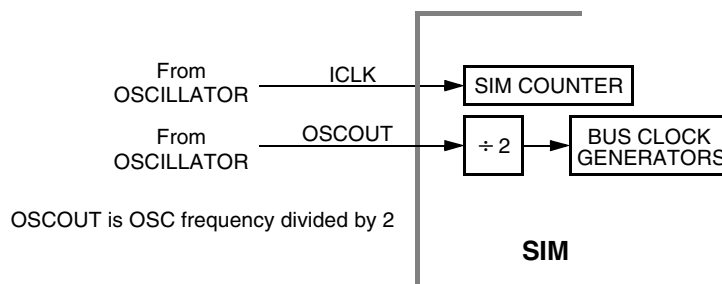 From
OSCILLATOR
ICLK
SIM COUNTER
From
OSCILLATOR
OSCOUT
÷ 2
BUS CLOCK
GENERATORS
OSCOUT is OSC frequency divided by 2
SIM